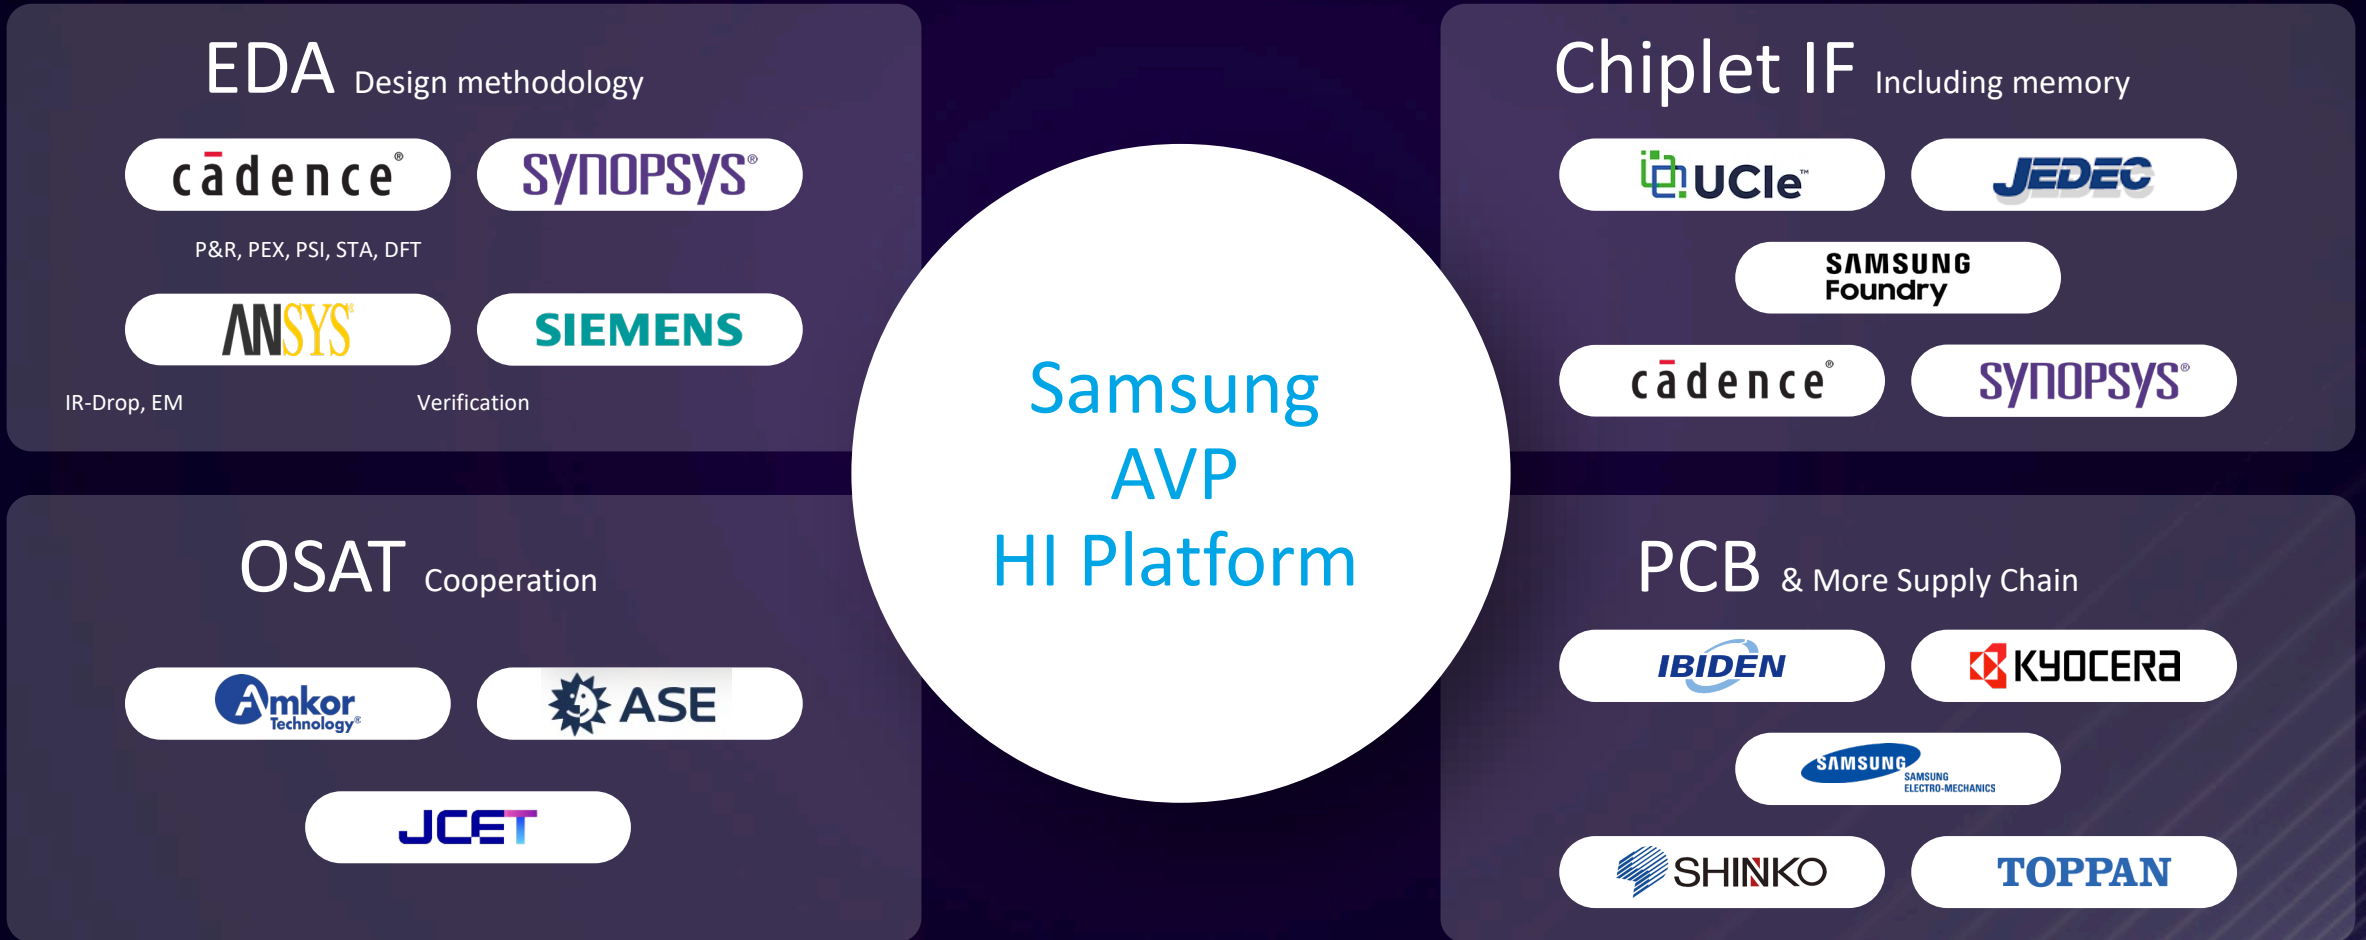 EDA Design methodology
cādence® SYNOPSYS®
P&R, PEX, PSI, STA, DFT
ANSYS® SIEMENS
IR-Drop, EM Verification
Chiplet IF Including memory
UCIe™ JEDEC
SAMSUNG
Foundry
cādence® SYNOPSYS®
Samsung
AVP
HI Platform
OSAT Cooperation
Amkor
Technology®
ASE
JCET
PCB & More Supply Chain
IBIDEN KYOCERA
SAMSUNG
SAMSUNG
ELECTRO-MECHANICS
SHINKO TOPPAN